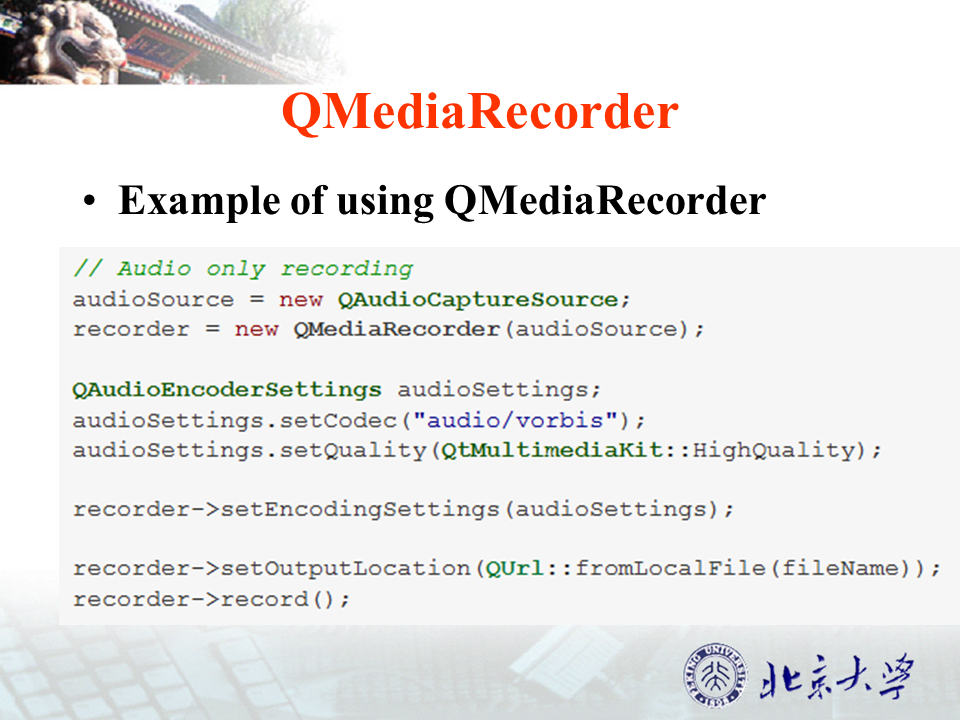 QMediaRecorder
• Example of using QMediaRecorder
// Audio only recording
audioSource = new QAudioCaptureSource;
recorder = new QMediaRecorder(audioSource);
QAudioEncoderSettings audioSettings;
audioSettings.setCodec("audio/vorbis");
audioSettings.setQuality(QtMultimediaKit::HighQuality);
recorder->setEncodingSettings(audioSettings);
recorder->setOutputLocation(QUrl::fromLocalFile(fileName));
recorder->record();
PEKING UNIVERSITY
1898
北京大学